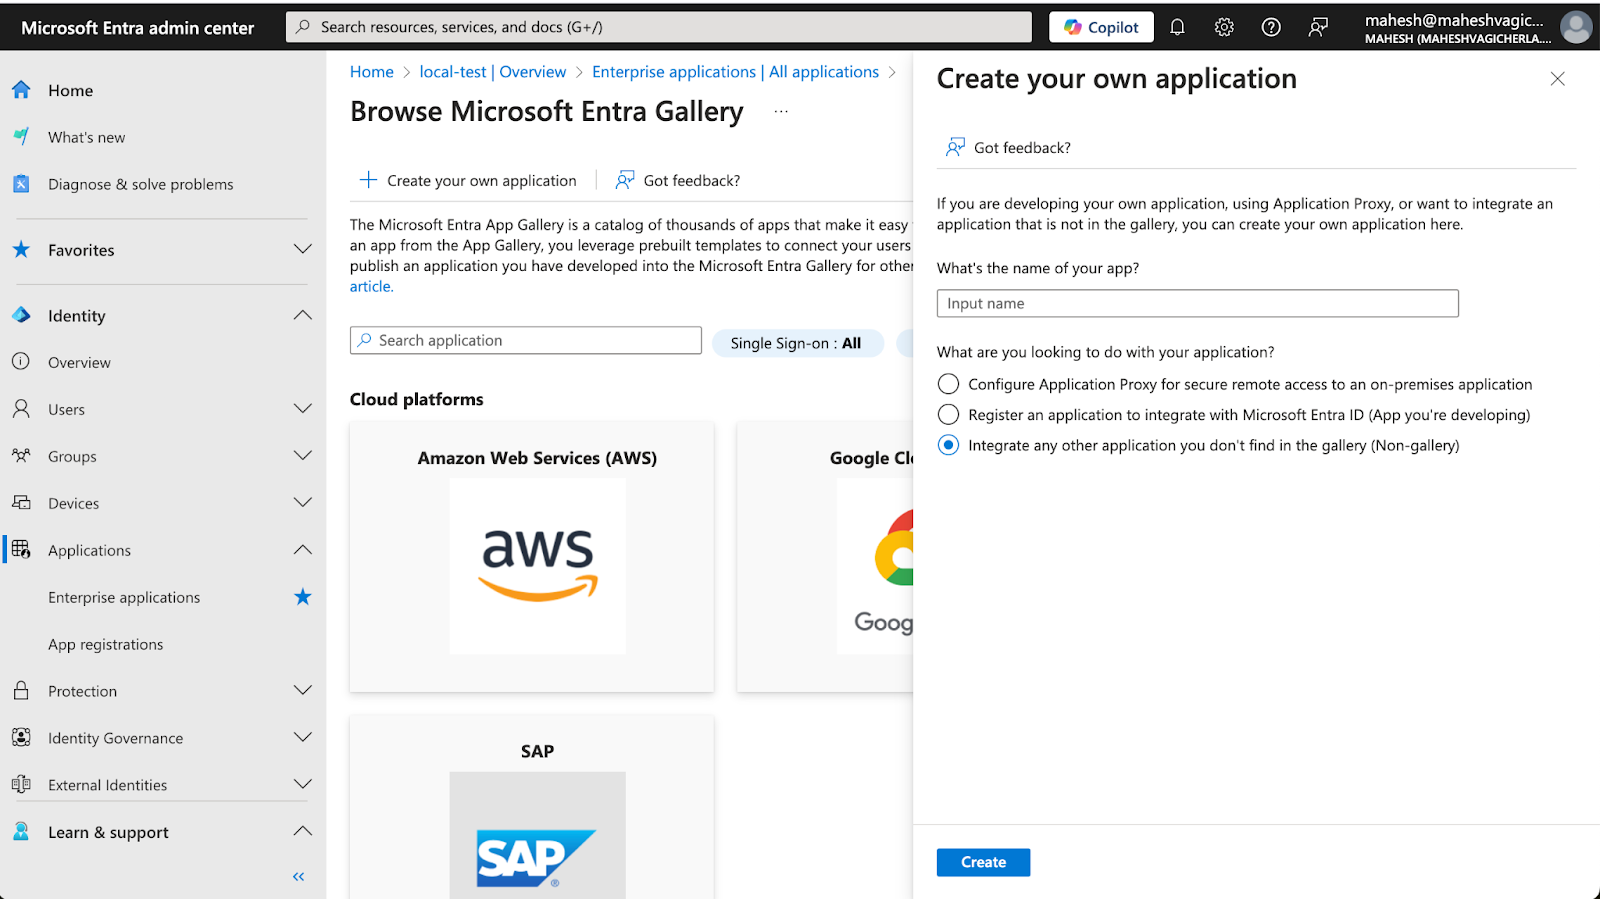 Microsoft Entra admin center
Search resources, services, and docs (G+/)
Copilot
mahesh@maheshvagic...
MAHESH (MAHESHVAGICHERLA....
Home
What's new
Diagnose & solve problems
Favorites
Identity
Overview
Users
Groups
Devices
Applications
Enterprise applications
App registrations
Protection
Identity Governance
External Identities
Learn & support
Home > local-test | Overview > Enterprise applications | All applications >
Browse Microsoft Entra Gallery ...
Create your own application
Got feedback?
The Microsoft Entra App Gallery is a catalog of thousands of apps that make it easy
an app from the App Gallery, you leverage prebuilt templates to connect your users
publish an application you have developed into the Microsoft Entra Gallery for other
article.
Search application
Single Sign-on : All
Cloud platforms
Amazon Web Services (AWS)
aws
Google Cl
Goog
SAP
SAP®
Create your own application
Got feedback?
If you are developing your own application, using Application Proxy, or want to integrate an
application that is not in the gallery, you can create your own application here.
What's the name of your app?
Input name
What are you looking to do with your application?
Configure Application Proxy for secure remote access to an on-premises application
Register an application to integrate with Microsoft Entra ID (App you're developing)
Integrate any other application you don't find in the gallery (Non-gallery)
Create